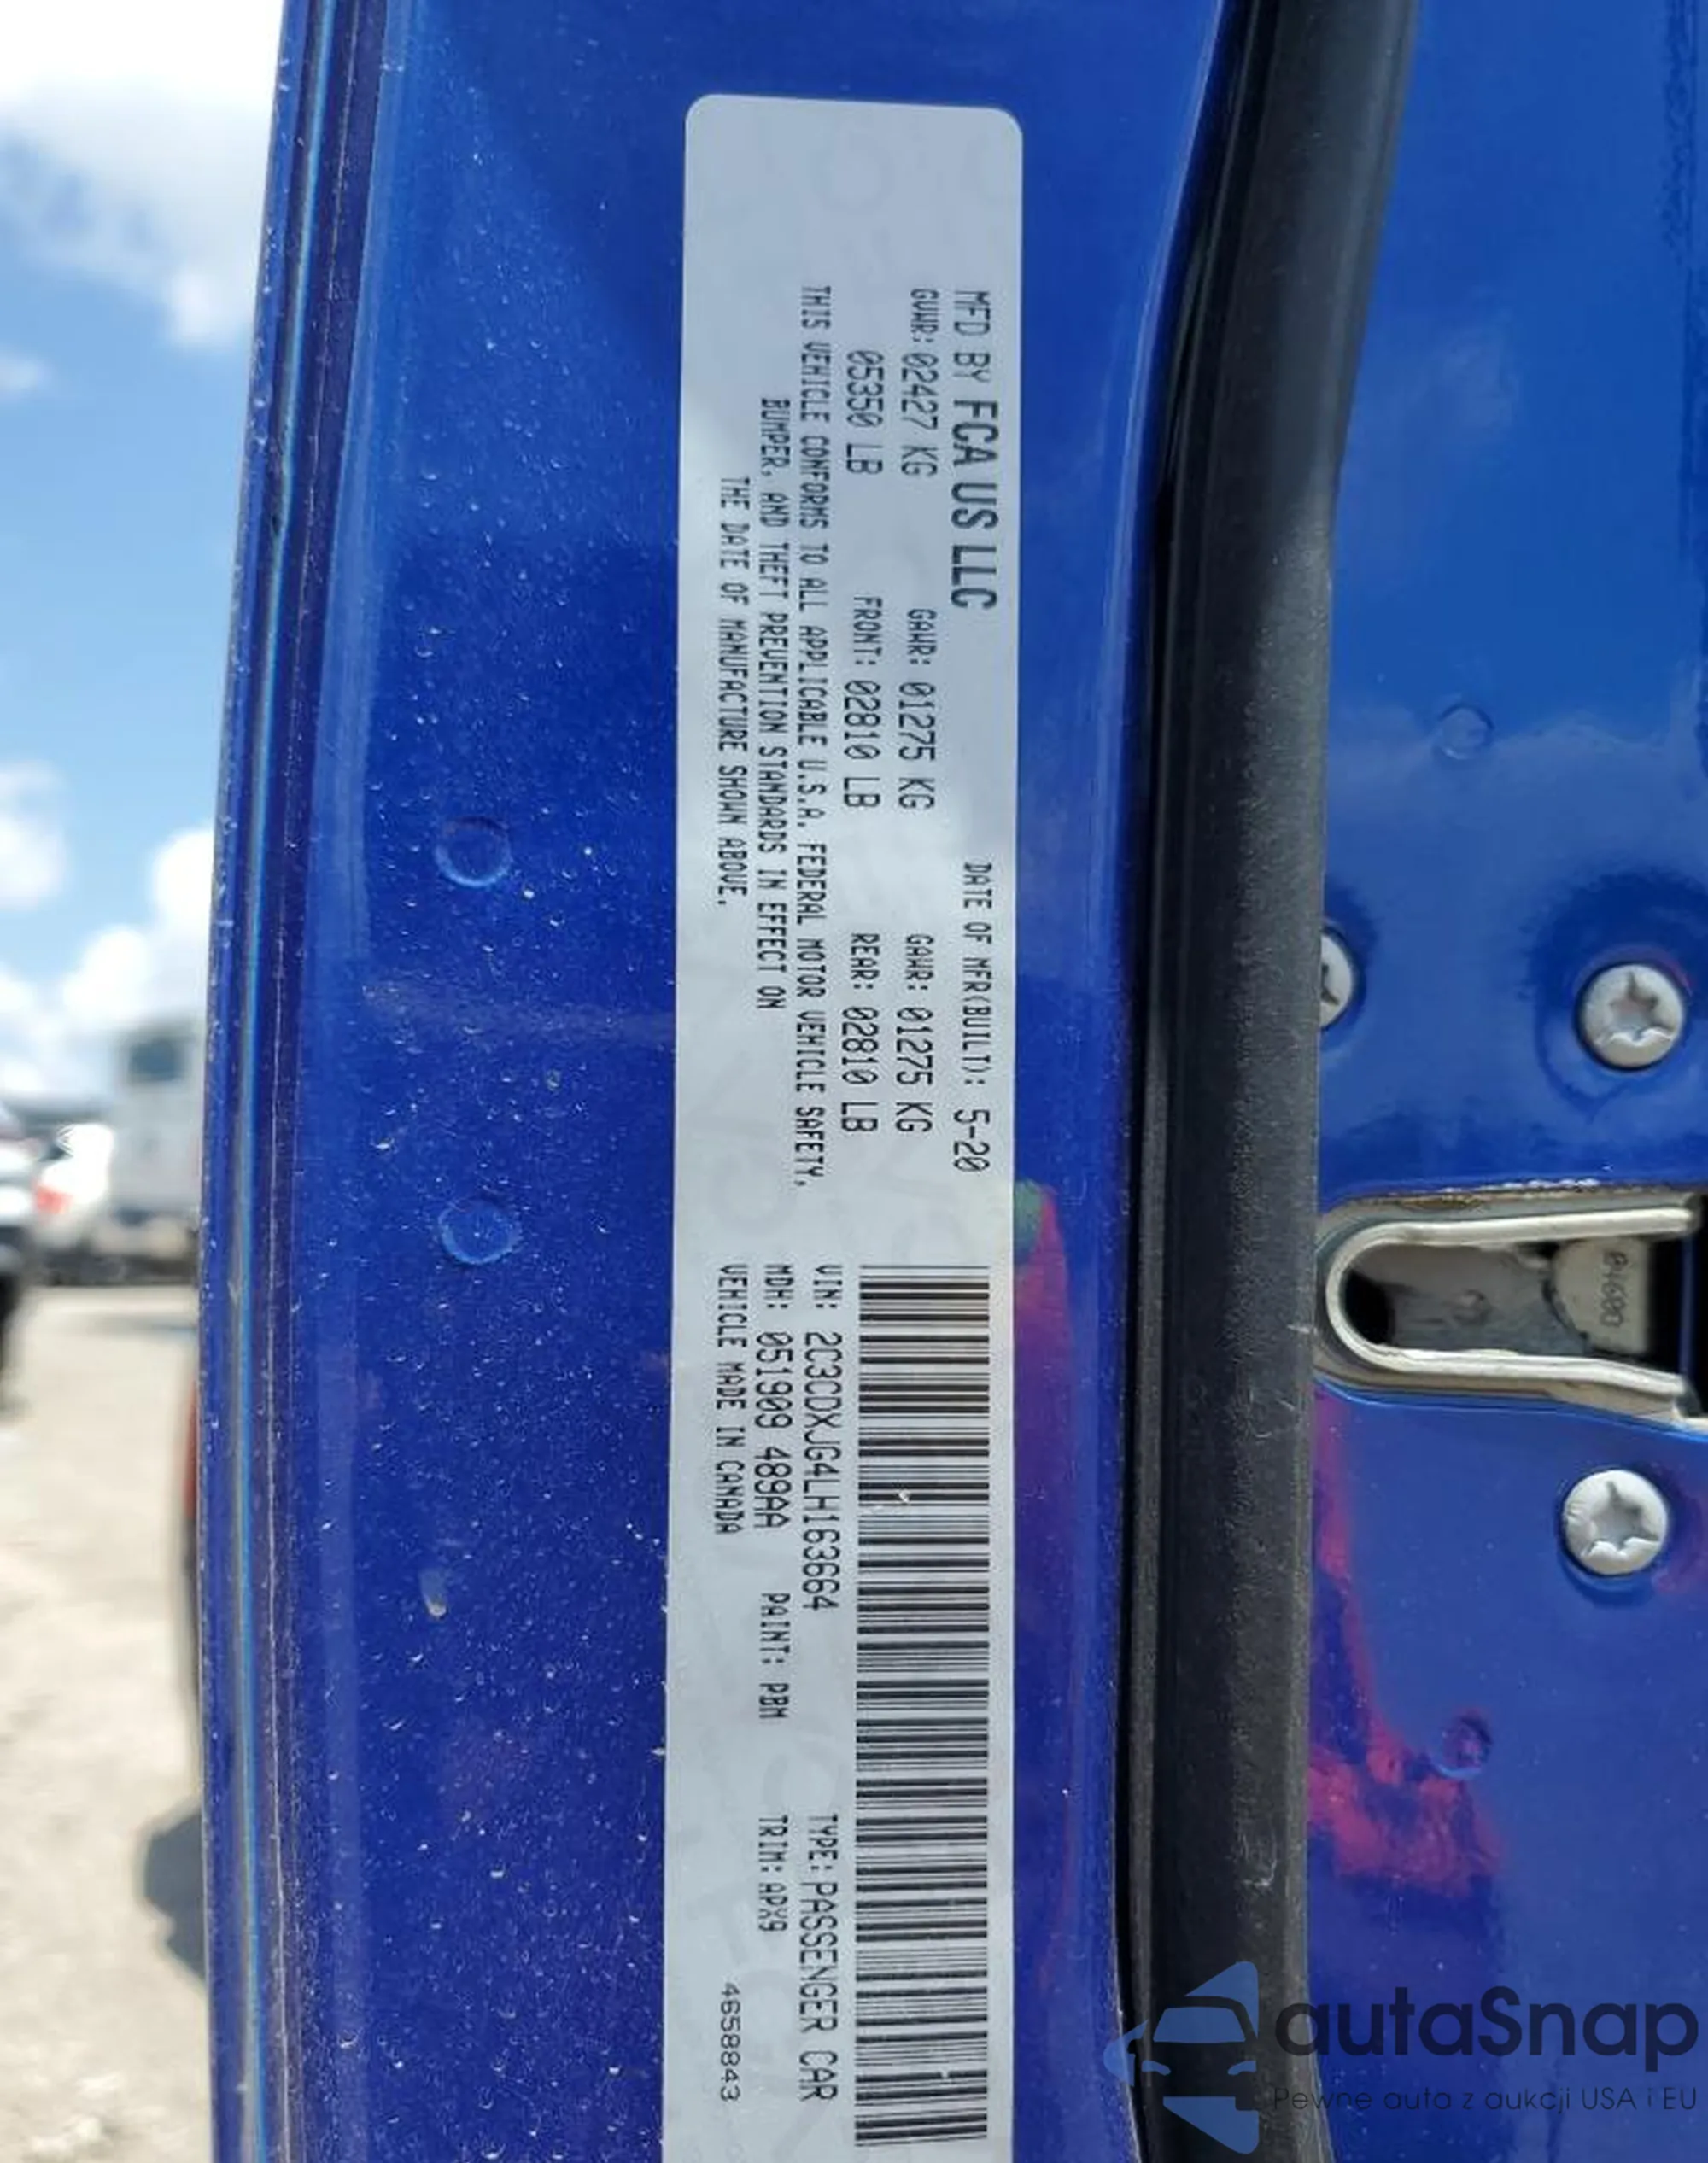 MFD BY FCA US LLC DATE OF MFR(BUILT): 5-20
GVWR: 02427 KG GAWR: 01275 KG GAWR: 01275 KG
05350 LB FRONT: 02810 LB REAR: 02810 LB
THIS VEHICLE CONFORMS TO ALL APPLICABLE U.S.A. FEDERAL MOTOR VEHICLE SAFETY,
BUMPER, AND THEFT PREVENTION STANDARDS IN EFFECT ON
THE DATE OF MANUFACTURE SHOWN ABOVE.
VIN: 2C3CDXJG4LH163664 TYPE: PASSENGER CAR
MDH: 051909 489AA PAINT: PBM TRIM: APX9
VEHICLE MADE IN CANADA 4658843
autaSnap
Pewne auta z aukcji USA i EU